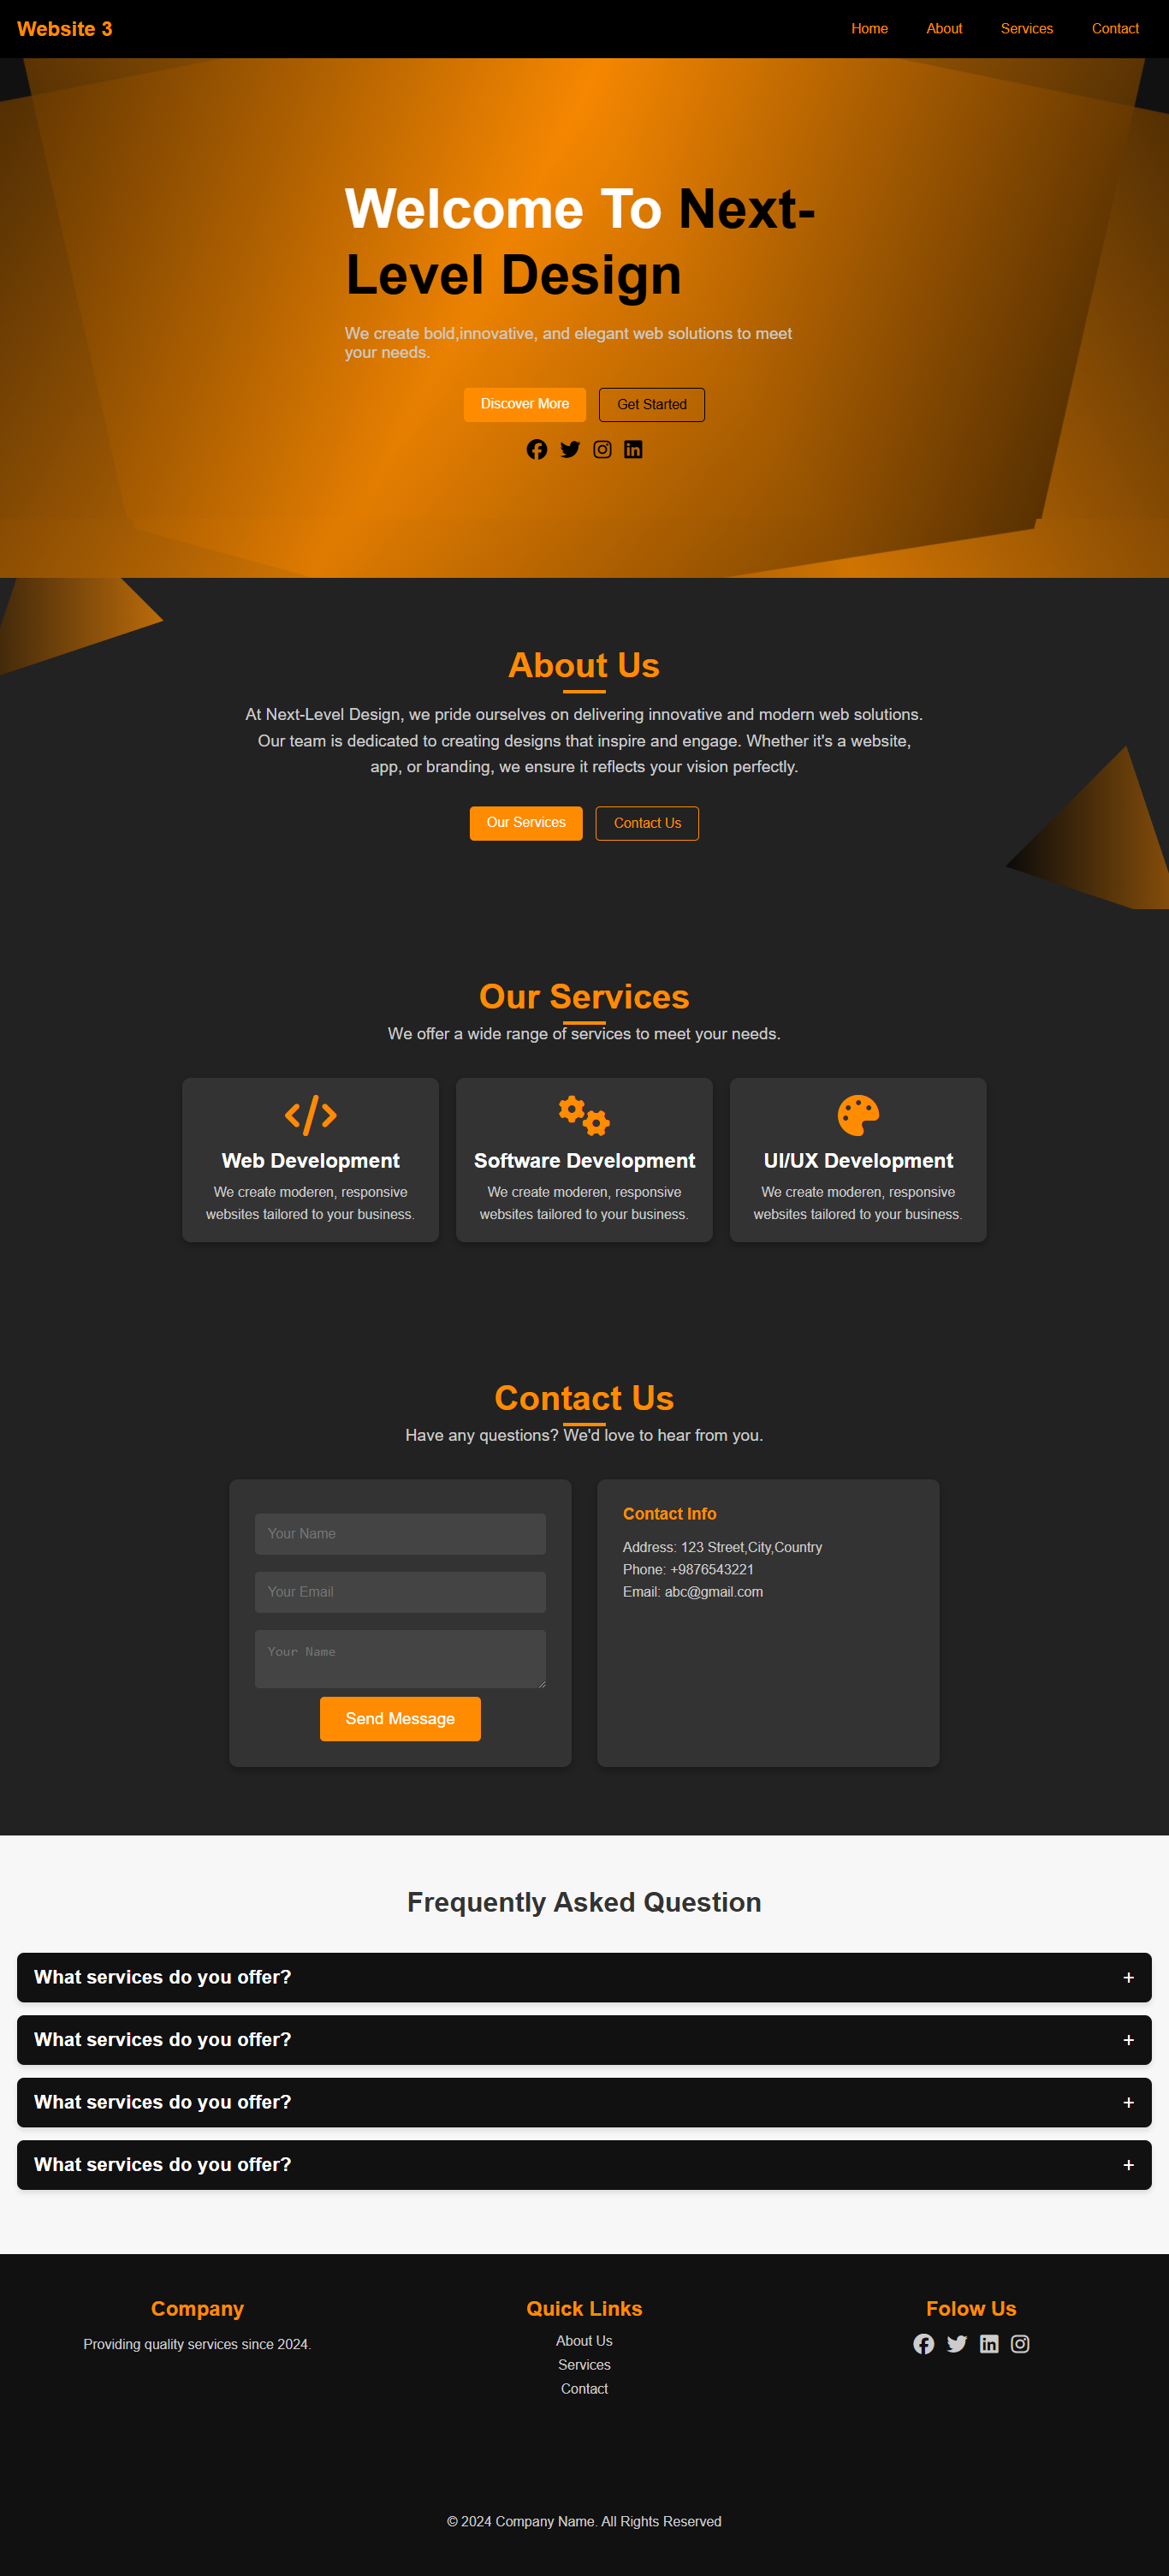 Website 3
Home About Services Contact
Welcome To Next-
Level Design
We create bold,innovative, and elegant web solutions to meet
your needs.
Discover More Get Started
About Us
At Next-Level Design, we pride ourselves on delivering innovative and modern web solutions.
Our team is dedicated to creating designs that inspire and engage. Whether it's a website,
app, or branding, we ensure it reflects your vision perfectly.
Our Services Contact Us
Our Services
We offer a wide range of services to meet your needs.
Web Development
We create moderen, responsive
websites tailored to your business.
Software Development
We create moderen, responsive
websites tailored to your business.
UI/UX Development
We create moderen, responsive
websites tailored to your business.
Contact Us
Have any questions? We'd love to hear from you.
Your Name
Your Email
Your Name
Send Message
Contact Info
Address: 123 Street,City,Country
Phone: +9876543221
Email: abc@gmail.com
Frequently Asked Question
What services do you offer? +
What services do you offer? +
What services do you offer? +
What services do you offer? +
Company
Providing quality services since 2024.
Quick Links
About Us
Services
Contact
Folow Us
© 2024 Company Name. All Rights Reserved